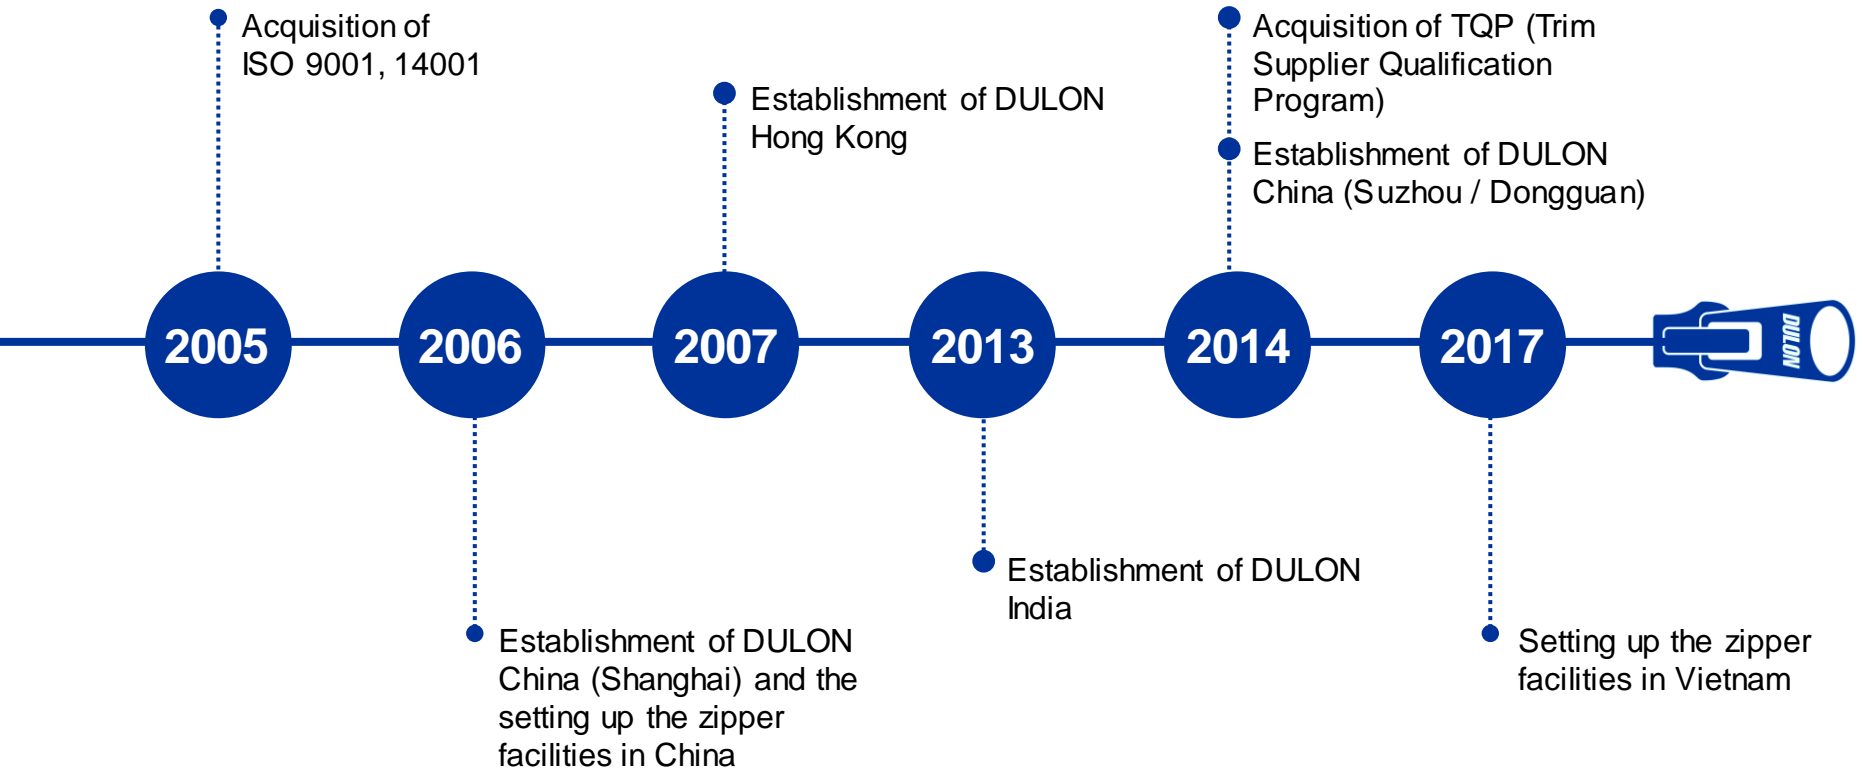 Acquisition of
ISO 9001, 14001
Establishment of DULON
Hong Kong
Acquisition of TQP (Trim
Supplier Qualification
Program)
Establishment of DULON
China (Suzhou / Dongguan)
2005
2006
2007
2013
2014
2017
DULON
Establishment of DULON
China (Shanghai) and the
setting up the zipper
facilities in China
Establishment of DULON
India
Setting up the zipper
facilities in Vietnam